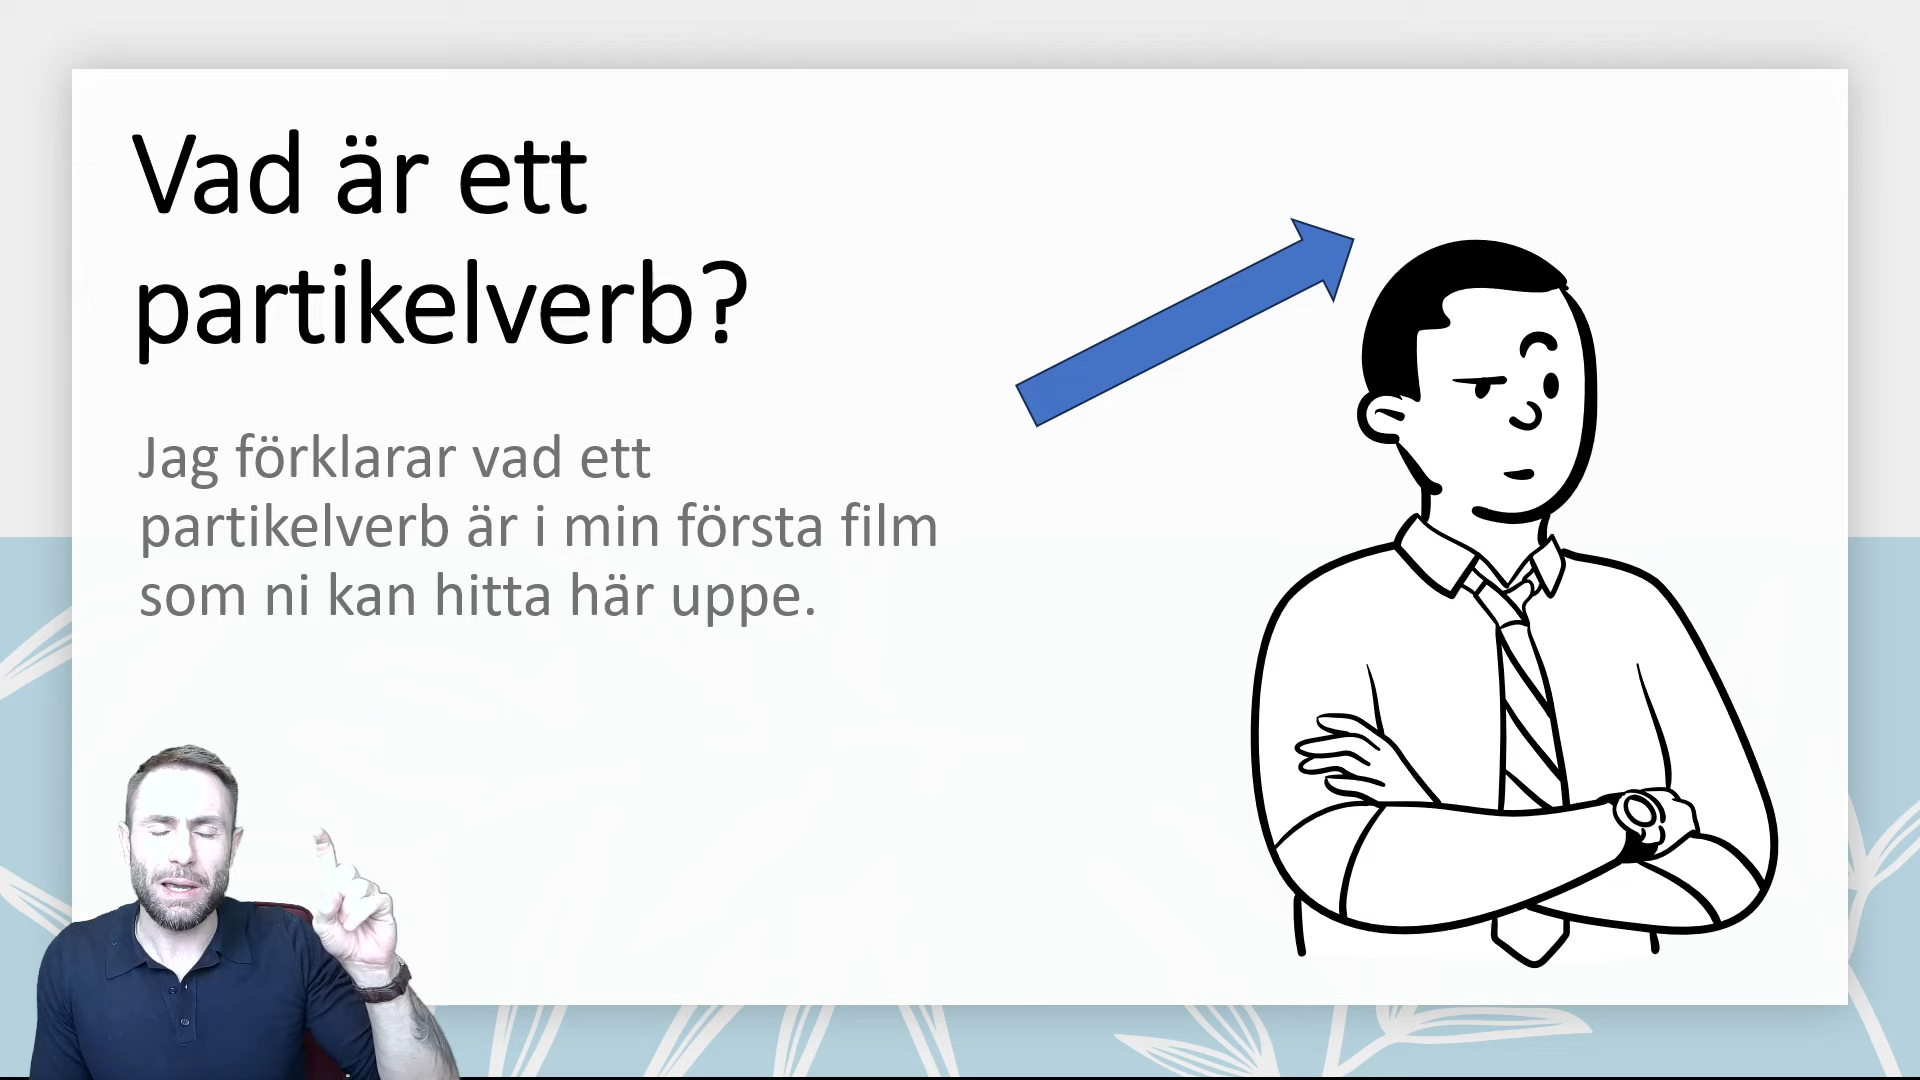 Vad är ett
partikelverb?
Jag förklarar vad ett
partikelverb är i min första film
som ni kan hitta här uppe.